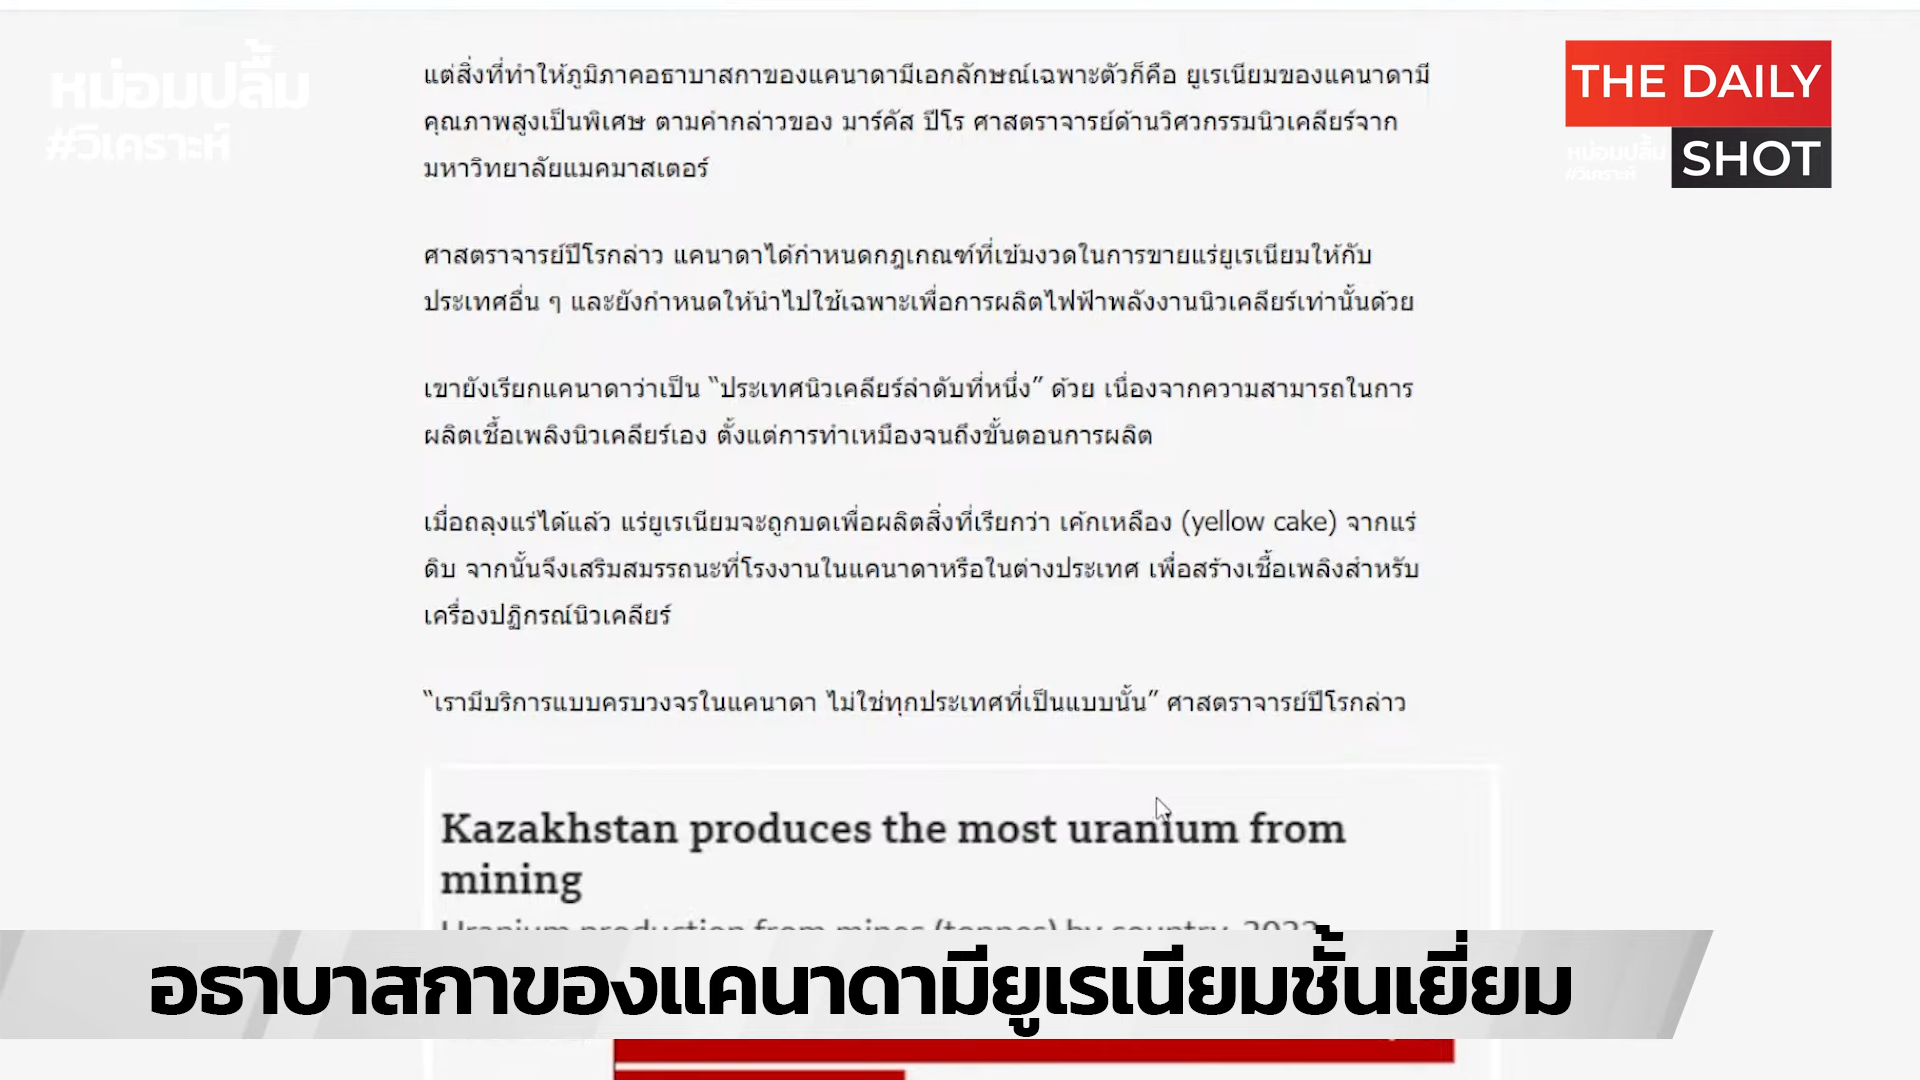 หม่อมปลื้ม
#วิเคราะห์
THE DAILY
SHOT
หม่อมปลื้ม
#วิเคราะห์
แต่สิ่งที่ทำให้ภูมิภาคอธาบาสกาของแคนาดามีเอกลักษณ์เฉพาะตัวก็คือ ยูเรเนียมของแคนาดามี
คุณภาพสูงเป็นพิเศษ ตามคำกล่าวของ มาร์คัส ปิโร ศาสตราจารย์ด้านวิศวกรรมนิวเคลียร์จาก
มหาวิทยาลัยแมคมาสเตอร์
ศาสตราจารย์ปิโรกล่าว แคนาดาได้กำหนดกฎเกณฑ์ที่เข้มงวดในการขายแร่ยูเรเนียมให้กับ
ประเทศอื่น ๆ และยังกำหนดให้นำไปใช้เฉพาะเพื่อการผลิตไฟฟ้าพลังงานนิวเคลียร์เท่านั้นด้วย
เขายังเรียกแคนาดาว่าเป็น “ประเทศนิวเคลียร์ลำดับที่หนึ่ง” ด้วย เนื่องจากความสามารถในการ
ผลิตเชื้อเพลิงนิวเคลียร์เอง ตั้งแต่การทำเหมืองจนถึงขั้นตอนการผลิต
เมื่อถลุงแร่ได้แล้ว แร่ยูเรเนียมจะถูกบดเพื่อผลิตสิ่งที่เรียกว่า เค้กเหลือง (yellow cake) จากแร่
ดิบ จากนั้นจึงเสริมสมรรถนะที่โรงงานในแคนาดาหรือในต่างประเทศ เพื่อสร้างเชื้อเพลิงสำหรับ
เครื่องปฏิกรณ์นิวเคลียร์
“เรามีบริการแบบครบวงจรในแคนาดา ไม่ใช่ทุกประเทศที่เป็นแบบนั้น” ศาสตราจารย์ปิโรกล่าว
Kazakhstan produces the most uranium from
mining
Uranium production from mines (tonnes) by country, 2022
อธาบาสกาของแคนาดามียูเรเนียมชั้นเยี่ยม